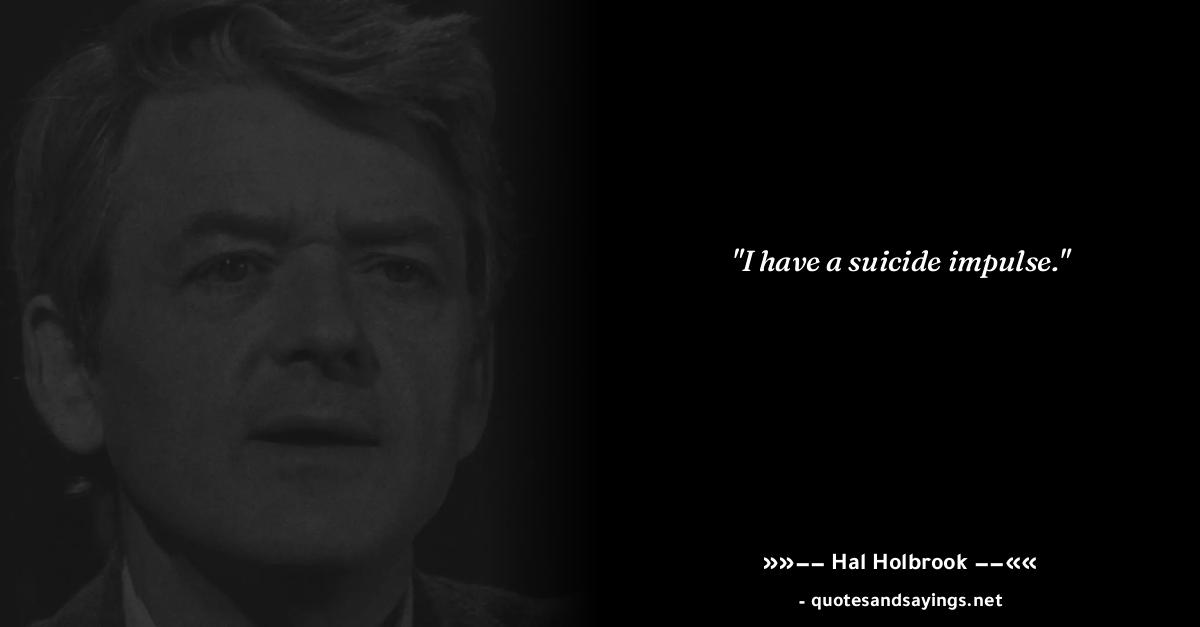 "I have a suicide impulse."
»»−− Hal Holbrook −−««
- quotesandsayings.net